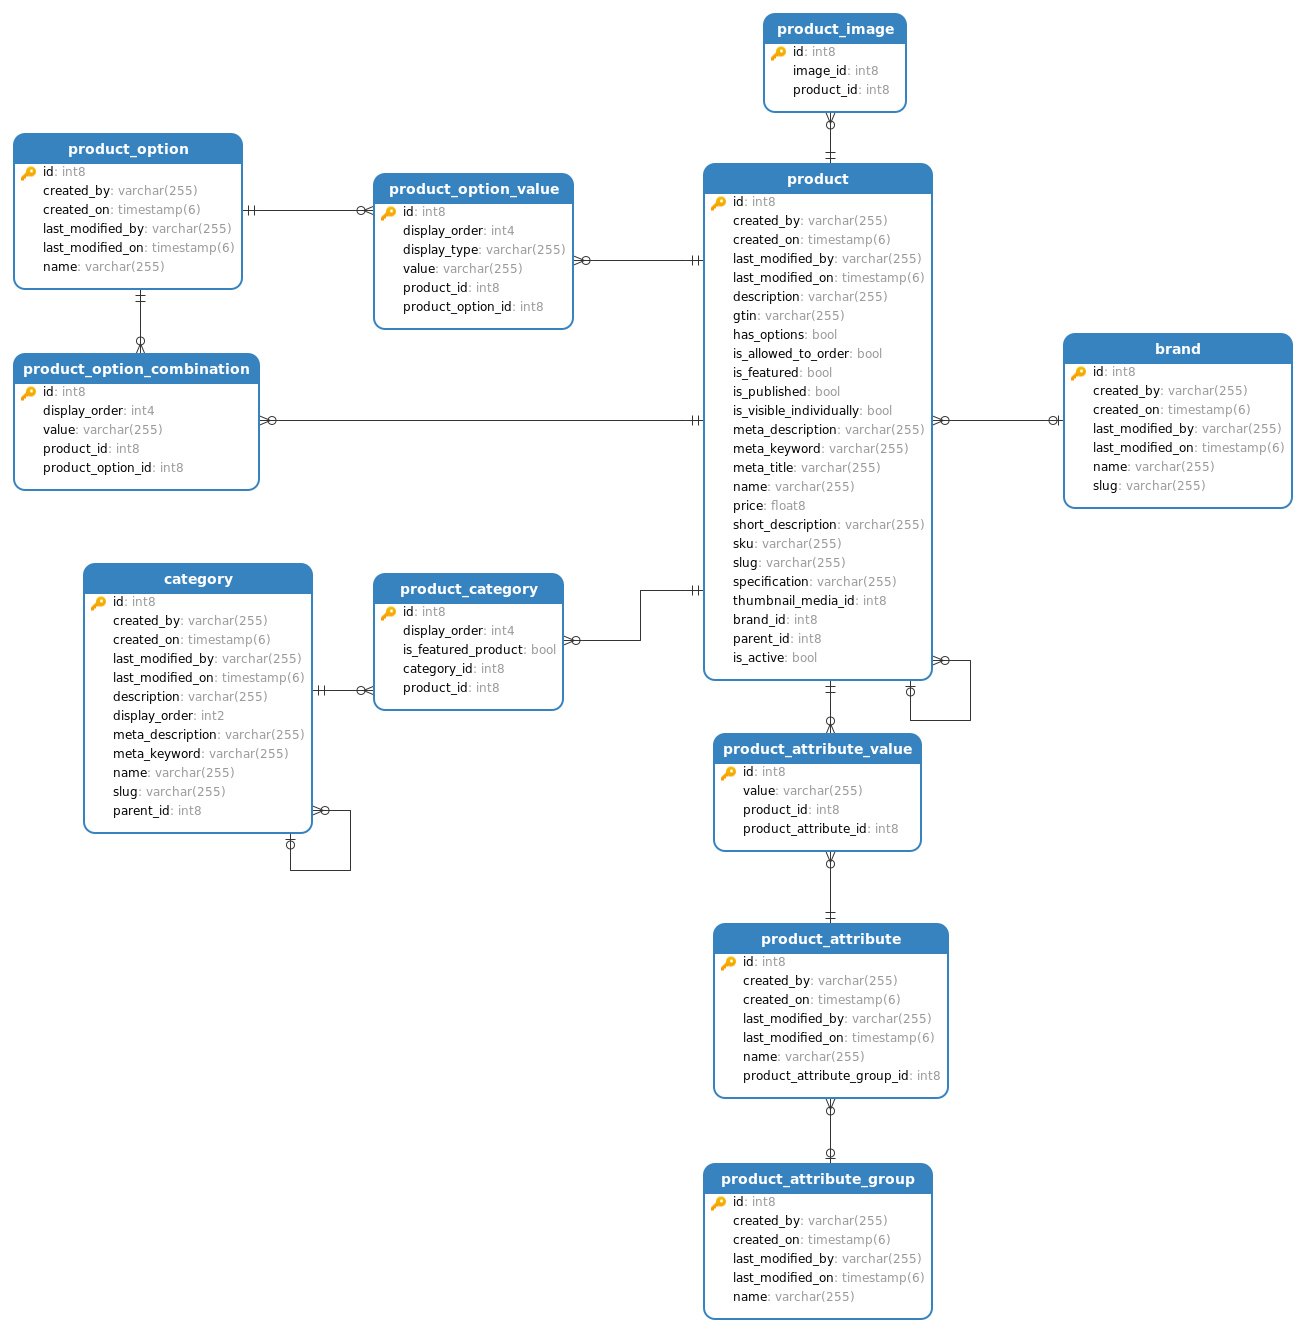 product_image
id: int8
image_id: int8
product_id: int8
product_option
id: int8
created_by: varchar(255)
created_on: timestamp(6)
last_modified_by: varchar(255)
last_modified_on: timestamp(6)
name: varchar(255)
product_option_value
id: int8
display_order: int4
display_type: varchar(255)
value: varchar(255)
product_id: int8
product_option_id: int8
product
id: int8
created_by: varchar(255)
created_on: timestamp(6)
last_modified_by: varchar(255)
last_modified_on: timestamp(6)
description: varchar(255)
gtin: varchar(255)
has_options: bool
is_allowed_to_order: bool
is_featured: bool
is_published: bool
is_visible_individually: bool
meta_description: varchar(255)
meta_keyword: varchar(255)
meta_title: varchar(255)
name: varchar(255)
price: float8
short_description: varchar(255)
sku: varchar(255)
slug: varchar(255)
specification: varchar(255)
thumbnail_media_id: int8
brand_id: int8
parent_id: int8
is_active: bool
brand
id: int8
created_by: varchar(255)
created_on: timestamp(6)
last_modified_by: varchar(255)
last_modified_on: timestamp(6)
name: varchar(255)
slug: varchar(255)
product_option_combination
id: int8
display_order: int4
value: varchar(255)
product_id: int8
product_option_id: int8
category
id: int8
created_by: varchar(255)
created_on: timestamp(6)
last_modified_by: varchar(255)
last_modified_on: timestamp(6)
description: varchar(255)
display_order: int2
meta_description: varchar(255)
meta_keyword: varchar(255)
name: varchar(255)
slug: varchar(255)
parent_id: int8
product_category
id: int8
display_order: int4
is_featured_product: bool
category_id: int8
product_id: int8
product_attribute_value
id: int8
value: varchar(255)
product_id: int8
product_attribute_id: int8
product_attribute
id: int8
created_by: varchar(255)
created_on: timestamp(6)
last_modified_by: varchar(255)
last_modified_on: timestamp(6)
name: varchar(255)
product_attribute_group_id: int8
product_attribute_group
id: int8
created_by: varchar(255)
created_on: timestamp(6)
last_modified_by: varchar(255)
last_modified_on: timestamp(6)
name: varchar(255)